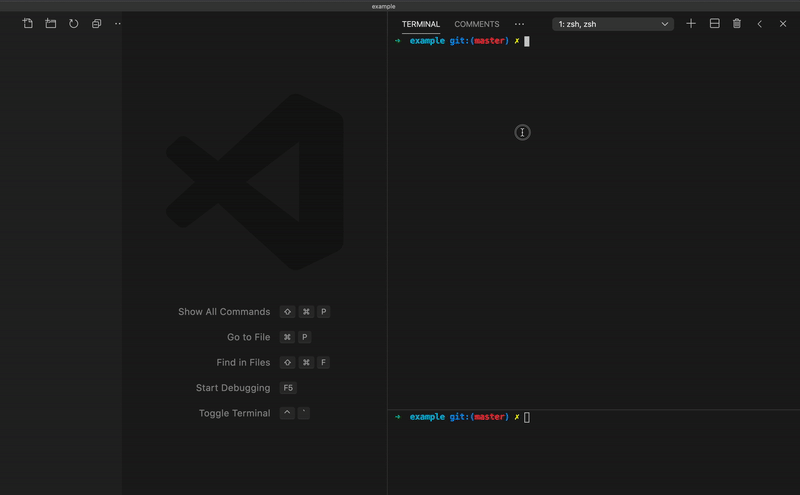 example
TERMINAL COMMENTS ···
1: zsh, zsh
➜ example git:(master) ✗
Show All Commands ⇧ ⌘ P
Go to File ⌘ P
Find in Files ⇧ ⌘ F
Start Debugging F5
Toggle Terminal ^ `
➜ example git:(master) ✗